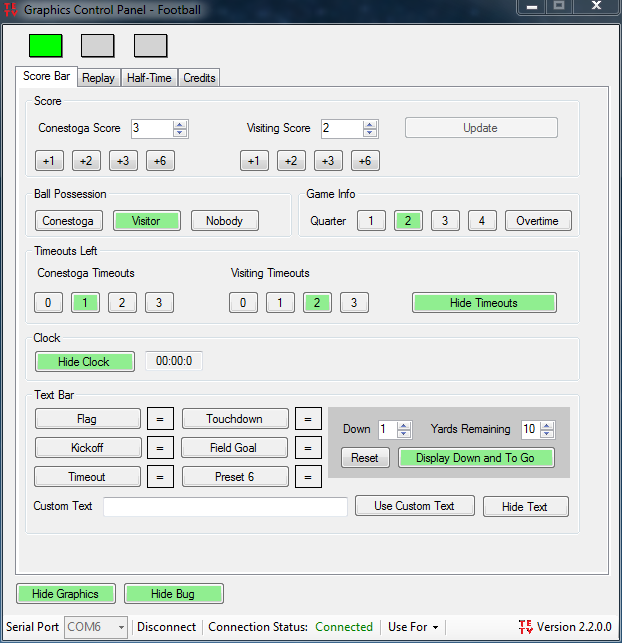 TETV Graphics Control Panel - Football
Score Bar Replay Half-Time Credits
Score
Conestoga Score 3 Visiting Score 2 Update
+1 +2 +3 +6 +1 +2 +3 +6
Ball Possession Game Info
Conestoga Visitor Nobody Quarter 1 2 3 4 Overtime
Timeouts Left
Conestoga Timeouts Visiting Timeouts
0 1 2 3 0 1 2 3 Hide Timeouts
Clock
Hide Clock 00:00:0
Text Bar
Flag = Touchdown =
Down 1 Yards Remaining 10
Kickoff = Field Goal =
Reset Display Down and To Go
Timeout = Preset 6 =
Custom Text Use Custom Text Hide Text
Hide Graphics Hide Bug
Serial Port COM6 Disconnect Connection Status: Connected Use For TETV Version 2.2.0.0